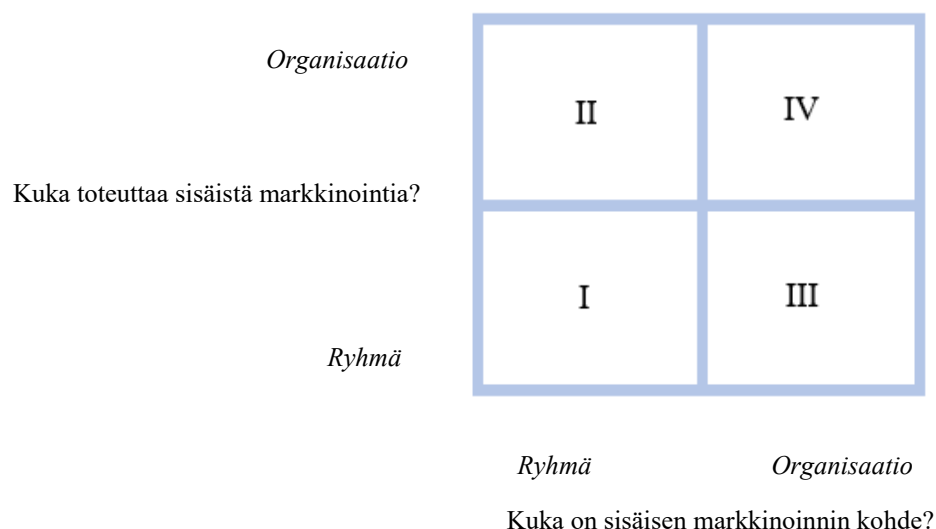 Organisaatio
II
IV
Kuka toteuttaa sisäistä markkinointia?
I
III
Ryhmä
Ryhmä
Organisaatio
Kuka on sisäisen markkinoinnin kohde?